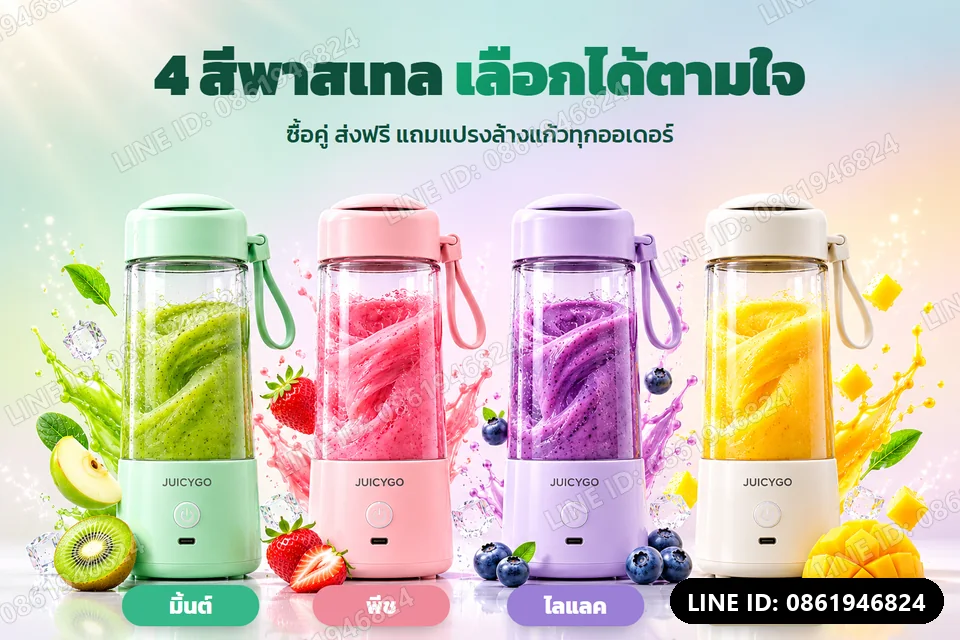 4 สีพาสเทล เลือกได้ตามใจ
ซื้อคู่ ส่งฟรี แถมแปรงล้างแก้วทุกออเดอร์
JUICYGO JUICYGO JUICYGO JUICYGO
มิ้นต์ พีช ไลแลค
LINE ID: 0861946824